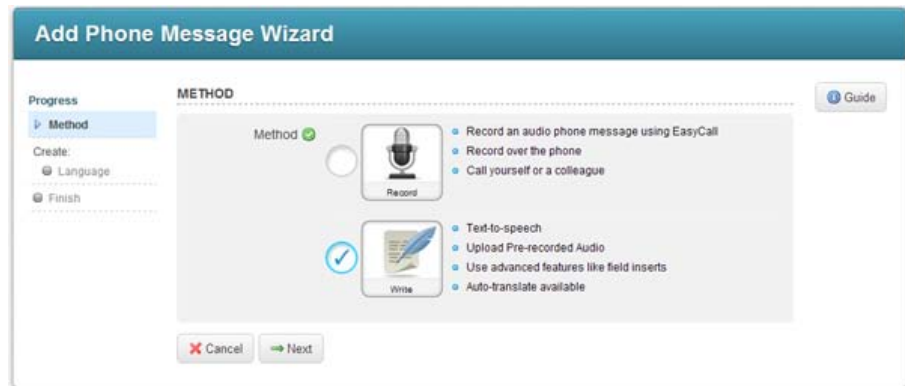 Add Phone Message Wizard
Progress
Method
Create:
Language
Finish
METHOD
Guide
Method
Record an audio phone message using EasyCall
Record over the phone
Call yourself or a colleague
Record
Text-to-speech
Upload Pre-recorded Audio
Use advanced features like field inserts
Auto-translate available
Write
Cancel
Next